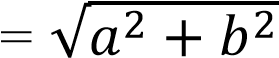 = √a² + b²